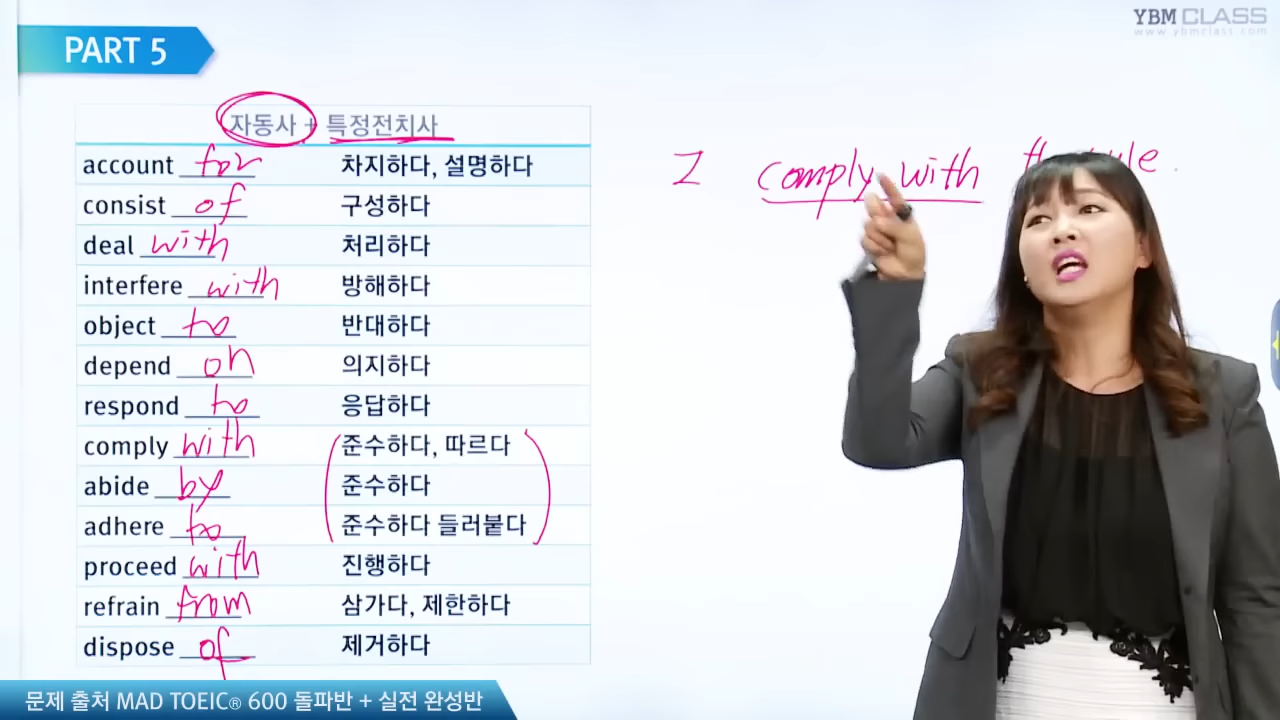 YBM CLASS
www.ybmclass.com
PART 5
자동사 + 특정전치사
account for 차지하다, 설명하다
consist of 구성하다
deal with 처리하다
interfere with 방해하다
object to 반대하다
depend on 의지하다
respond to 응답하다
comply with 준수하다, 따르다
abide by 준수하다
adhere to 준수하다 들러붙다
proceed with 진행하다
refrain from 삼가다, 제한하다
dispose of 제거하다
I comply with
문제 출처 MAD TOEIC® 600 돌파반 + 실전 완성반